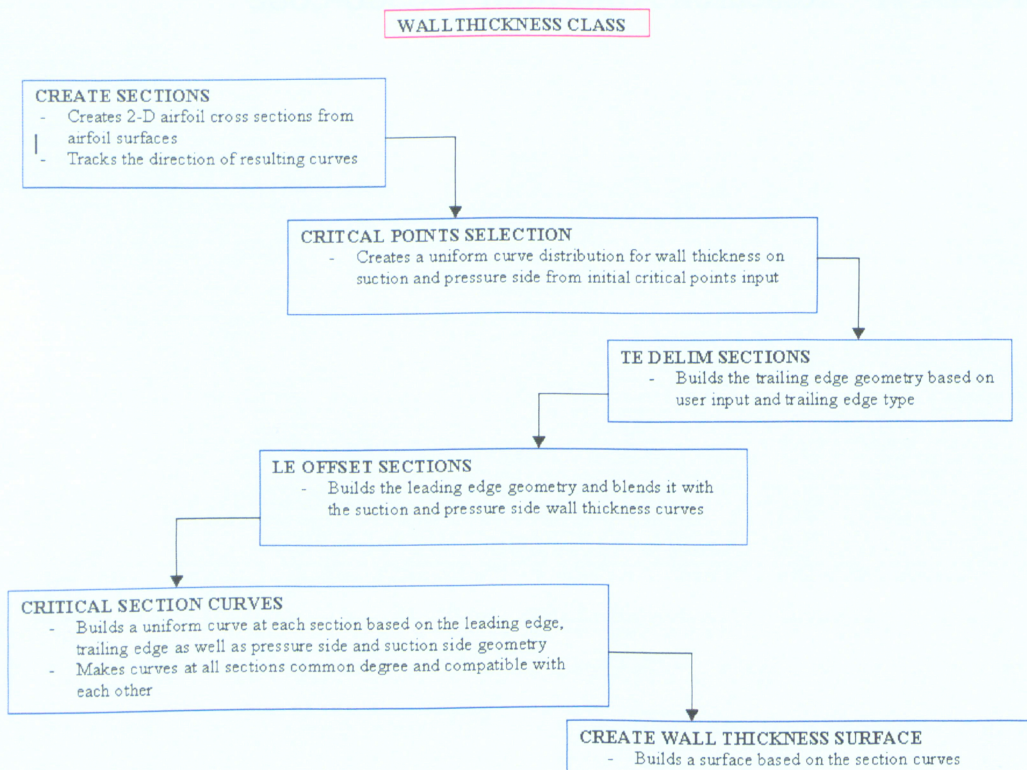 WALL THICKNESS CLASS
CREATE SECTIONS
- Creates 2-D airfoil cross sections from
airfoil surfaces
- Tracks the direction of resulting curves
CRITCAL POINTS SELECTION
- Creates a uniform curve distribution for wall thickness on
suction and pressure side from initial critical points input
TE DELIM SECTIONS
- Builds the trailing edge geometry based on
user input and trailing edge type
LE OFFSET SECTIONS
- Builds the leading edge geometry and blends it with
the suction and pressure side wall thickness curves
CRITICAL SECTION CURVES
- Builds a uniform curve at each section based on the leading edge,
trailing edge as well as pressure side and suction side geometry
- Makes curves at all sections common degree and compatible with
each other
CREATE WALL THICKNESS SURFACE
- Builds a surface based on the section curves